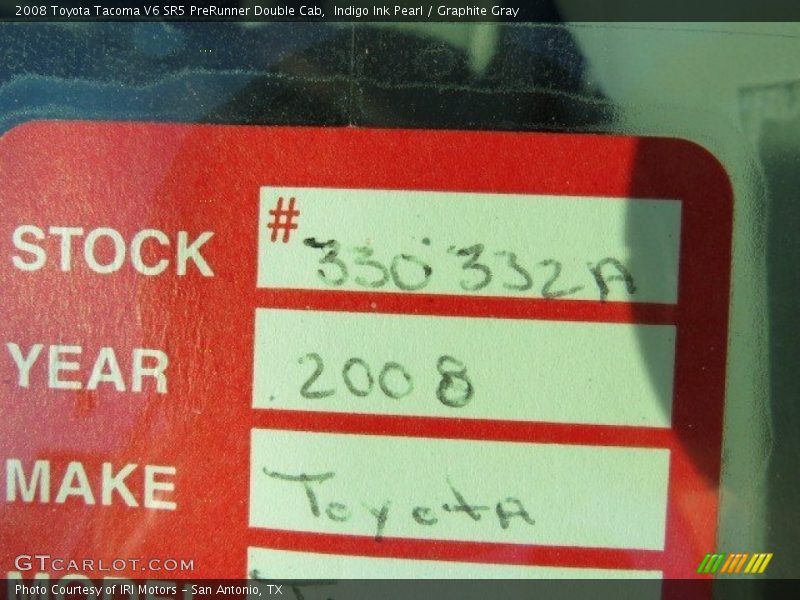 2008 Toyota Tacoma V6 SR5 PreRunner Double Cab, Indigo Ink Pearl / Graphite Gray
STOCK # 330332A
YEAR 2008
MAKE Toyota
GTCARLOT.COM
Photo Courtesy of IRI Motors - San Antonio, TX